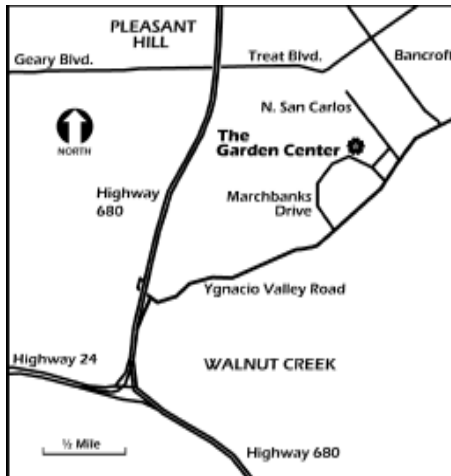 PLEASANT
HILL
Geary Blvd.
Treat Blvd.
Bancroft
N. San Carlos
The
Garden Center
NORTH
Highway
680
Marchbanks
Drive
Ygnacio Valley Road
Highway 24
WALNUT CREEK
½ Mile
Highway 680